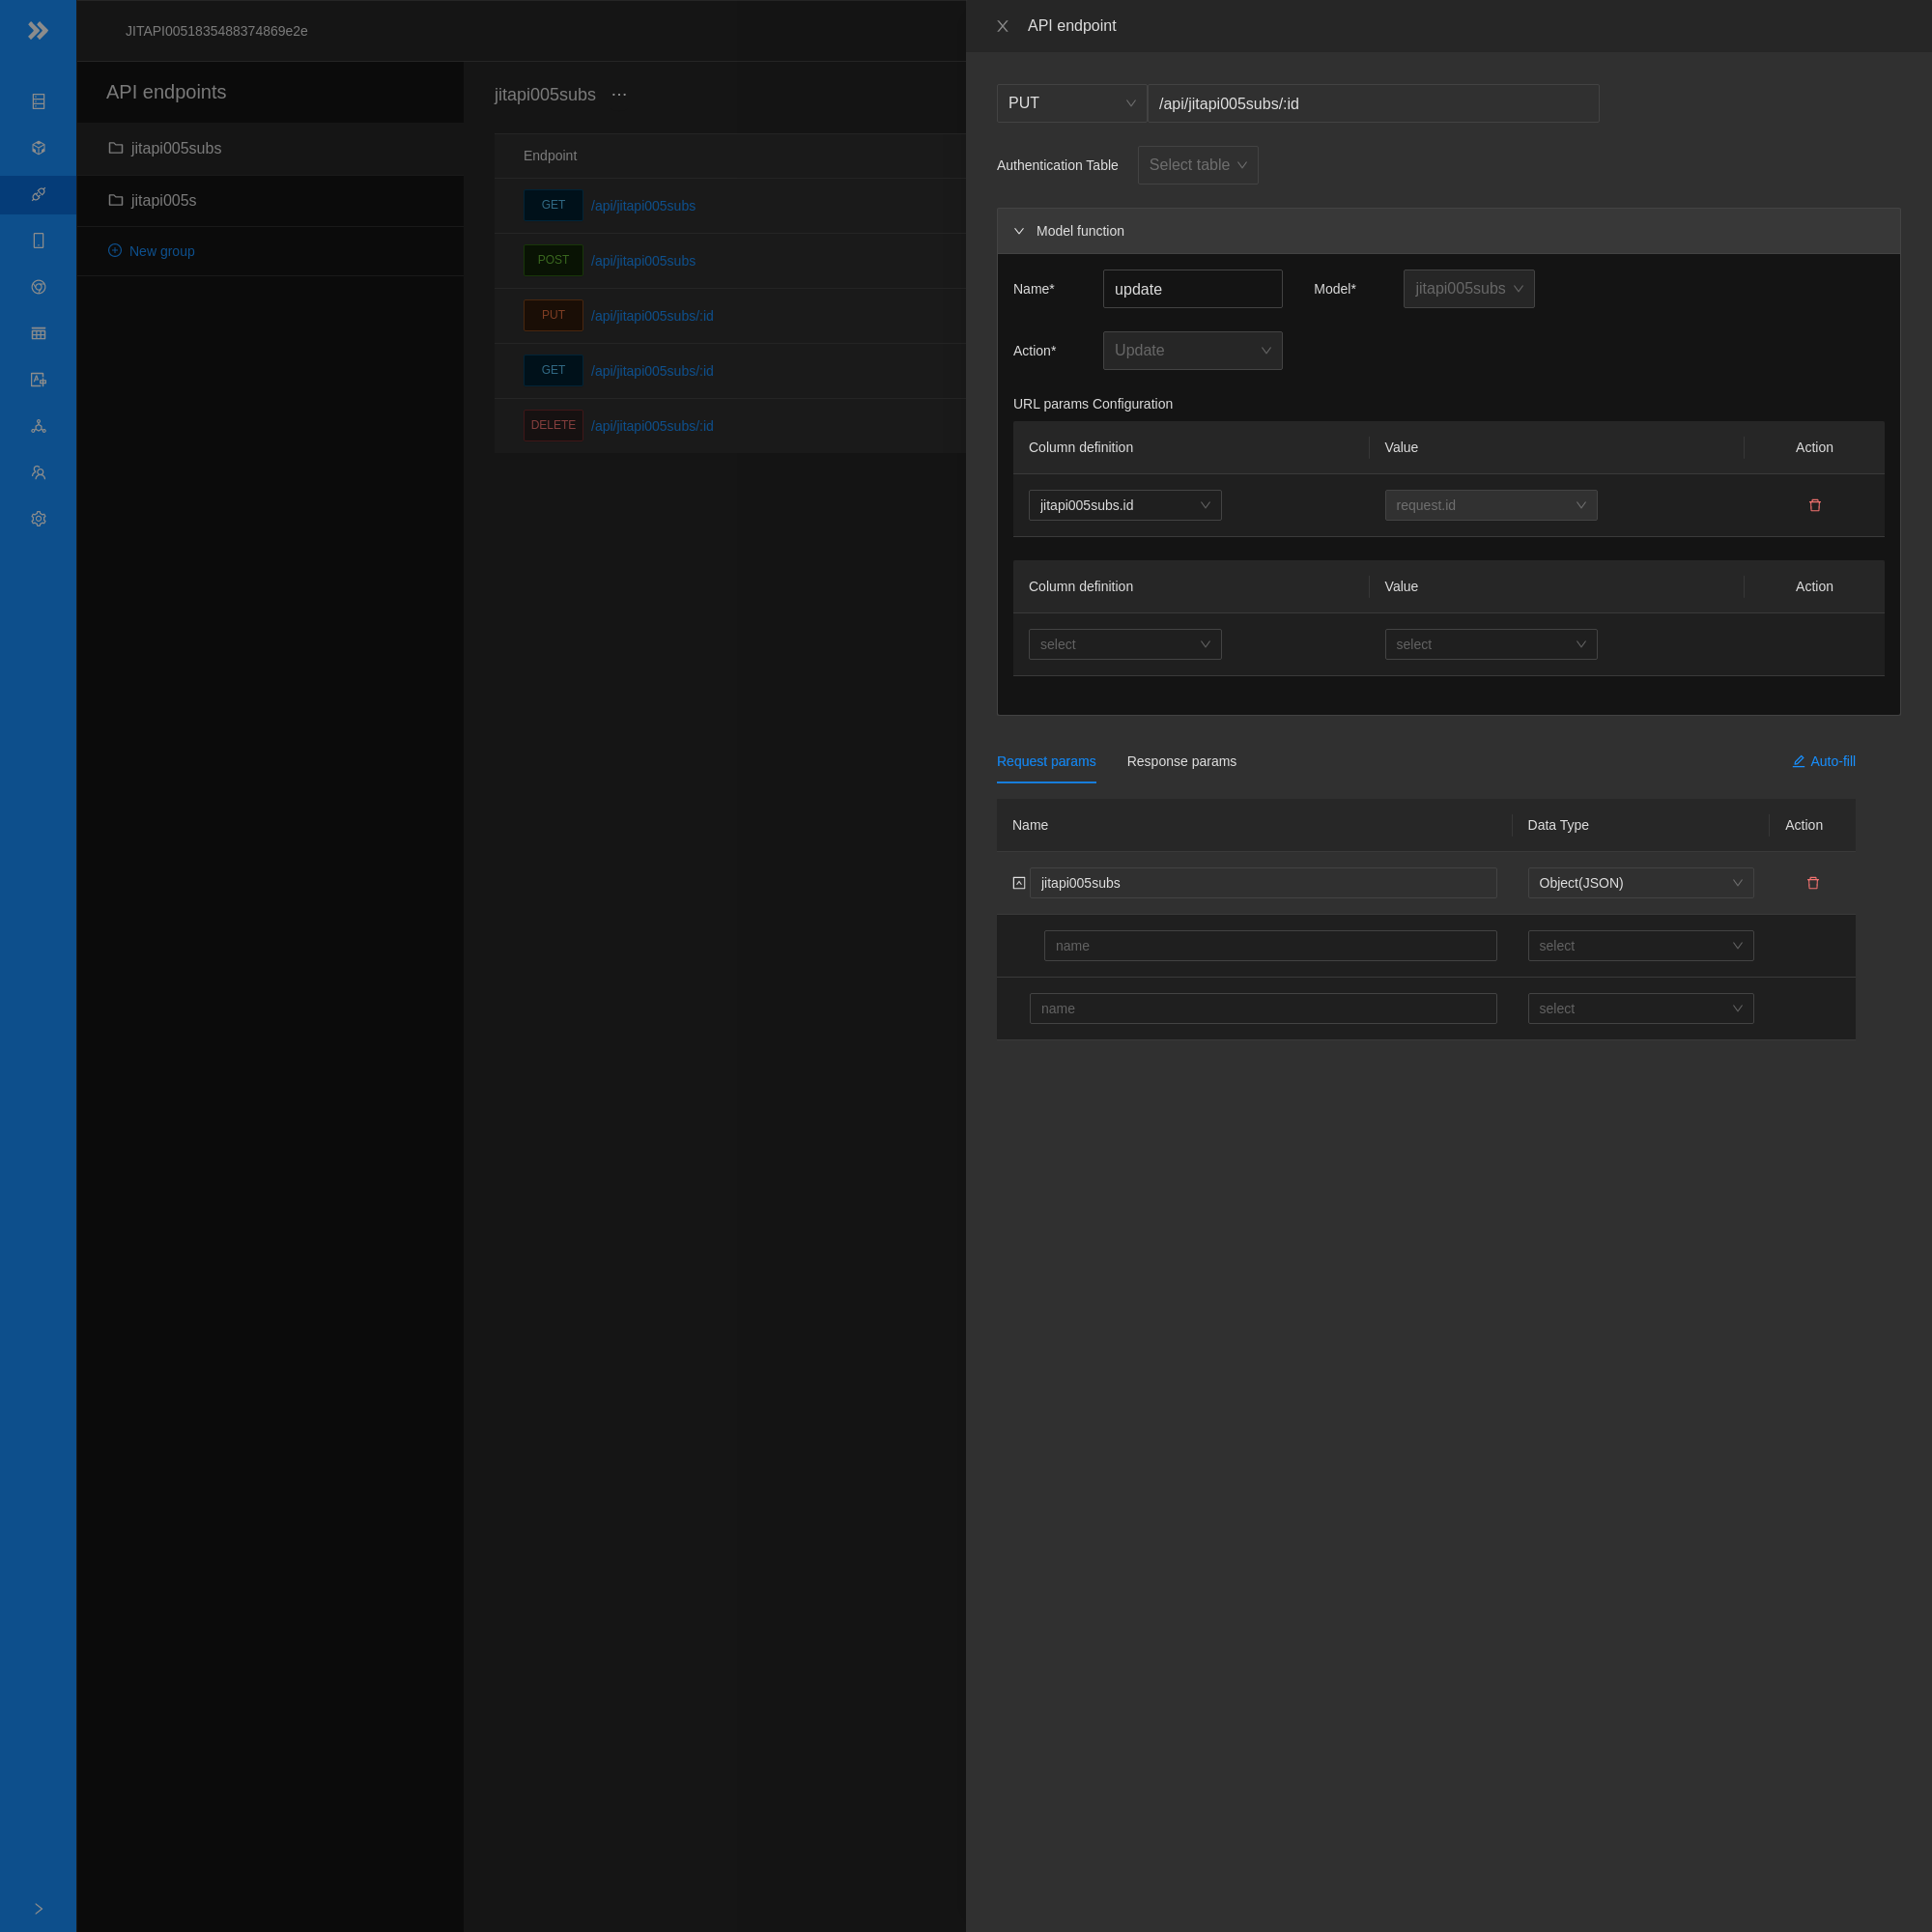 JITAPI0051835488374869e2e
API endpoints
jitapi005subs
jitapi005s
New group
jitapi005subs ...
Endpoint
GET /api/jitapi005subs
POST /api/jitapi005subs
PUT /api/jitapi005subs/:id
GET /api/jitapi005subs/:id
DELETE /api/jitapi005subs/:id
API endpoint
PUT /api/jitapi005subs/:id
Authentication Table Select table
Model function
Name* update Model* jitapi005subs
Action* Update
URL params Configuration
Column definition Value Action
jitapi005subs.id request.id
Column definition Value Action
select select
Request params Response params Auto-fill
Name Data Type Action
jitapi005subs Object(JSON)
name select
name select